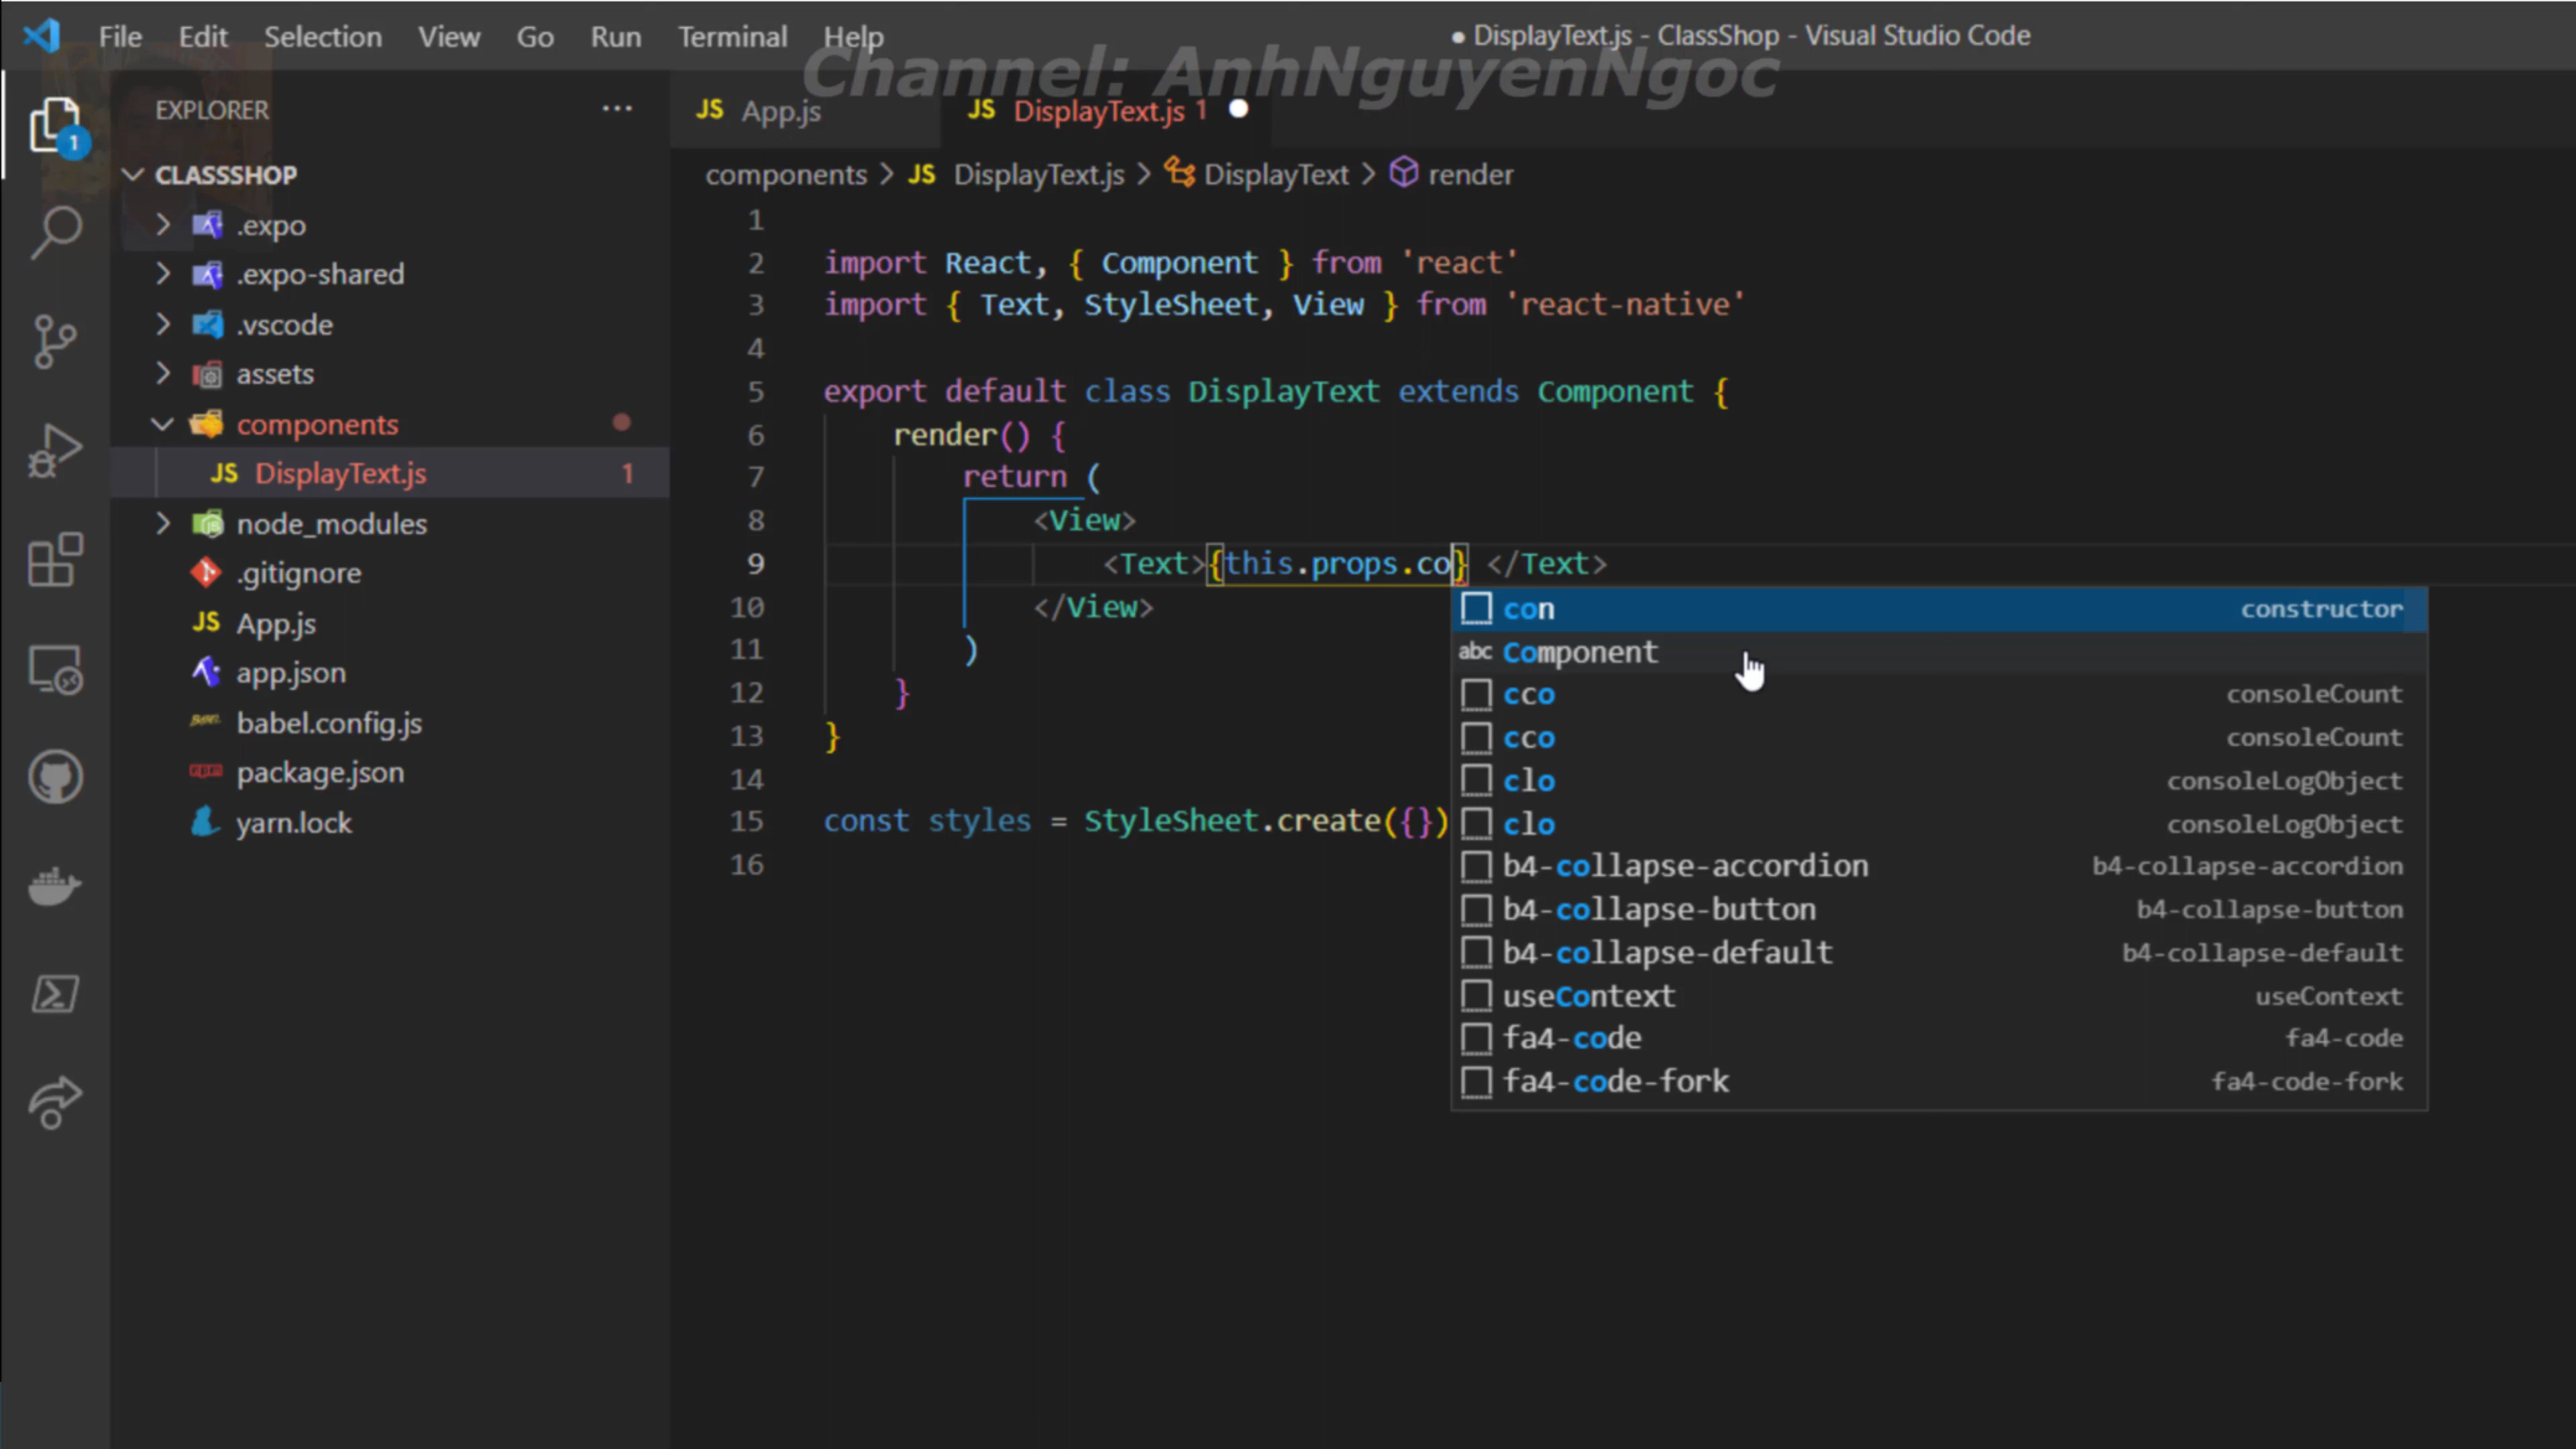 File Edit Selection View Go Run Terminal Help
● DisplayText.js - ClassShop - Visual Studio Code
Channel: AnhNguyenNgoc
EXPLORER ···
1
CLASSSHOP
.expo
.expo-shared
.vscode
assets
components
JS DisplayText.js 1
node_modules
.gitignore
JS App.js
app.json
babel.config.js
package.json
yarn.lock
JS App.js
JS DisplayText.js 1
components > JS DisplayText.js > DisplayText > render
1
2 import React, { Component } from 'react'
3 import { Text, StyleSheet, View } from 'react-native'
4
5 export default class DisplayText extends Component {
6 render() {
7 return (
8 <View>
9 <Text>{this.props.co} </Text>
10 </View>
11 )
12 }
13 }
14
15 const styles = StyleSheet.create({})
16
con constructor
abc Component
cco consoleCount
cco consoleCount
clo consoleLogObject
clo consoleLogObject
b4-collapse-accordion b4-collapse-accordion
b4-collapse-button b4-collapse-button
b4-collapse-default b4-collapse-default
useContext useContext
fa4-code fa4-code
fa4-code-fork fa4-code-fork